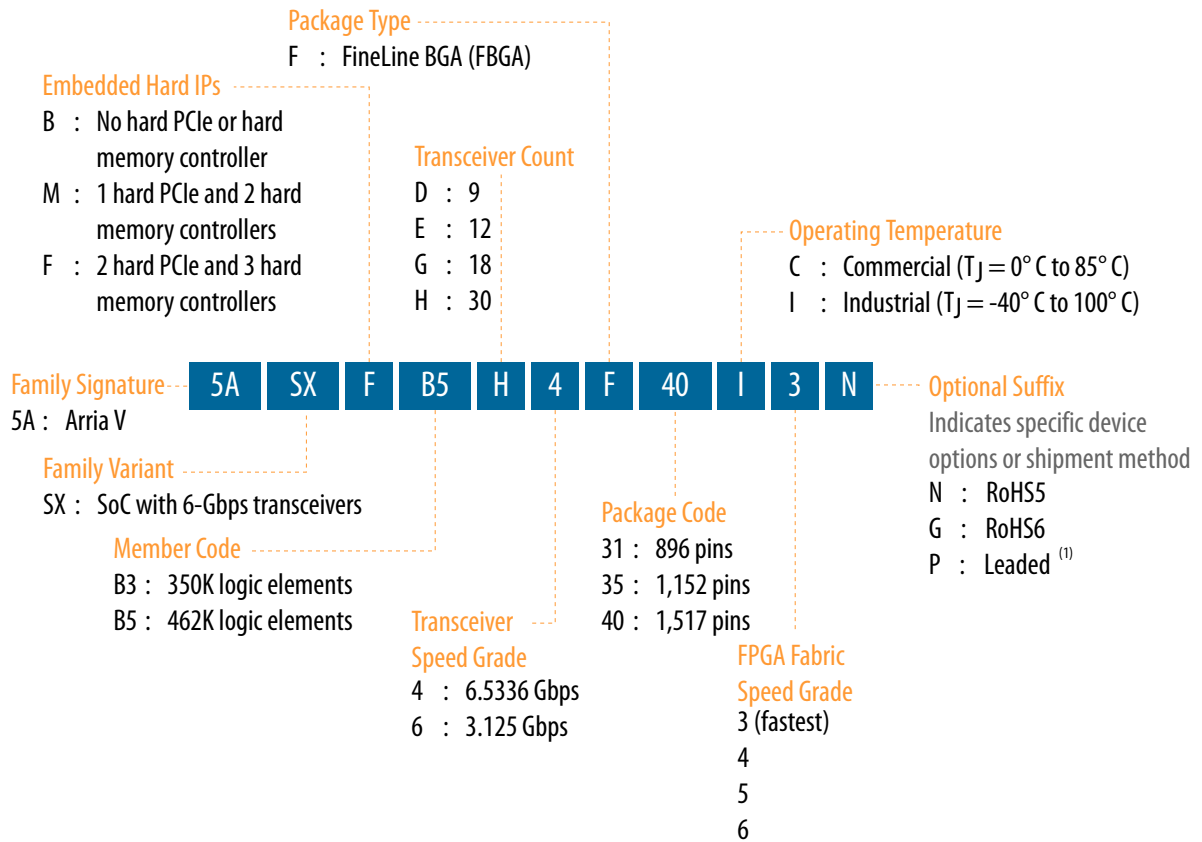 Package Type
F : FineLine BGA (FBGA)
Embedded Hard IPs
B : No hard PCIe or hard
memory controller
M : 1 hard PCIe and 2 hard
memory controllers
F : 2 hard PCIe and 3 hard
memory controllers
Transceiver Count
D : 9
E : 12
G : 18
H : 30
Operating Temperature
C : Commercial (TJ = 0° C to 85° C)
I : Industrial (TJ = -40° C to 100° C)
Family Signature
5A : Arria V
5A SX F B5 H 4 F 40 I 3 N
Optional Suffix
Indicates specific device
options or shipment method
N : RoHS5
G : RoHS6
P : Leaded (1)
Family Variant
SX : SoC with 6-Gbps transceivers
Member Code
B3 : 350K logic elements
B5 : 462K logic elements
Transceiver
Speed Grade
4 : 6.5336 Gbps
6 : 3.125 Gbps
Package Code
31 : 896 pins
35 : 1,152 pins
40 : 1,517 pins
FPGA Fabric
Speed Grade
3 (fastest)
4
5
6